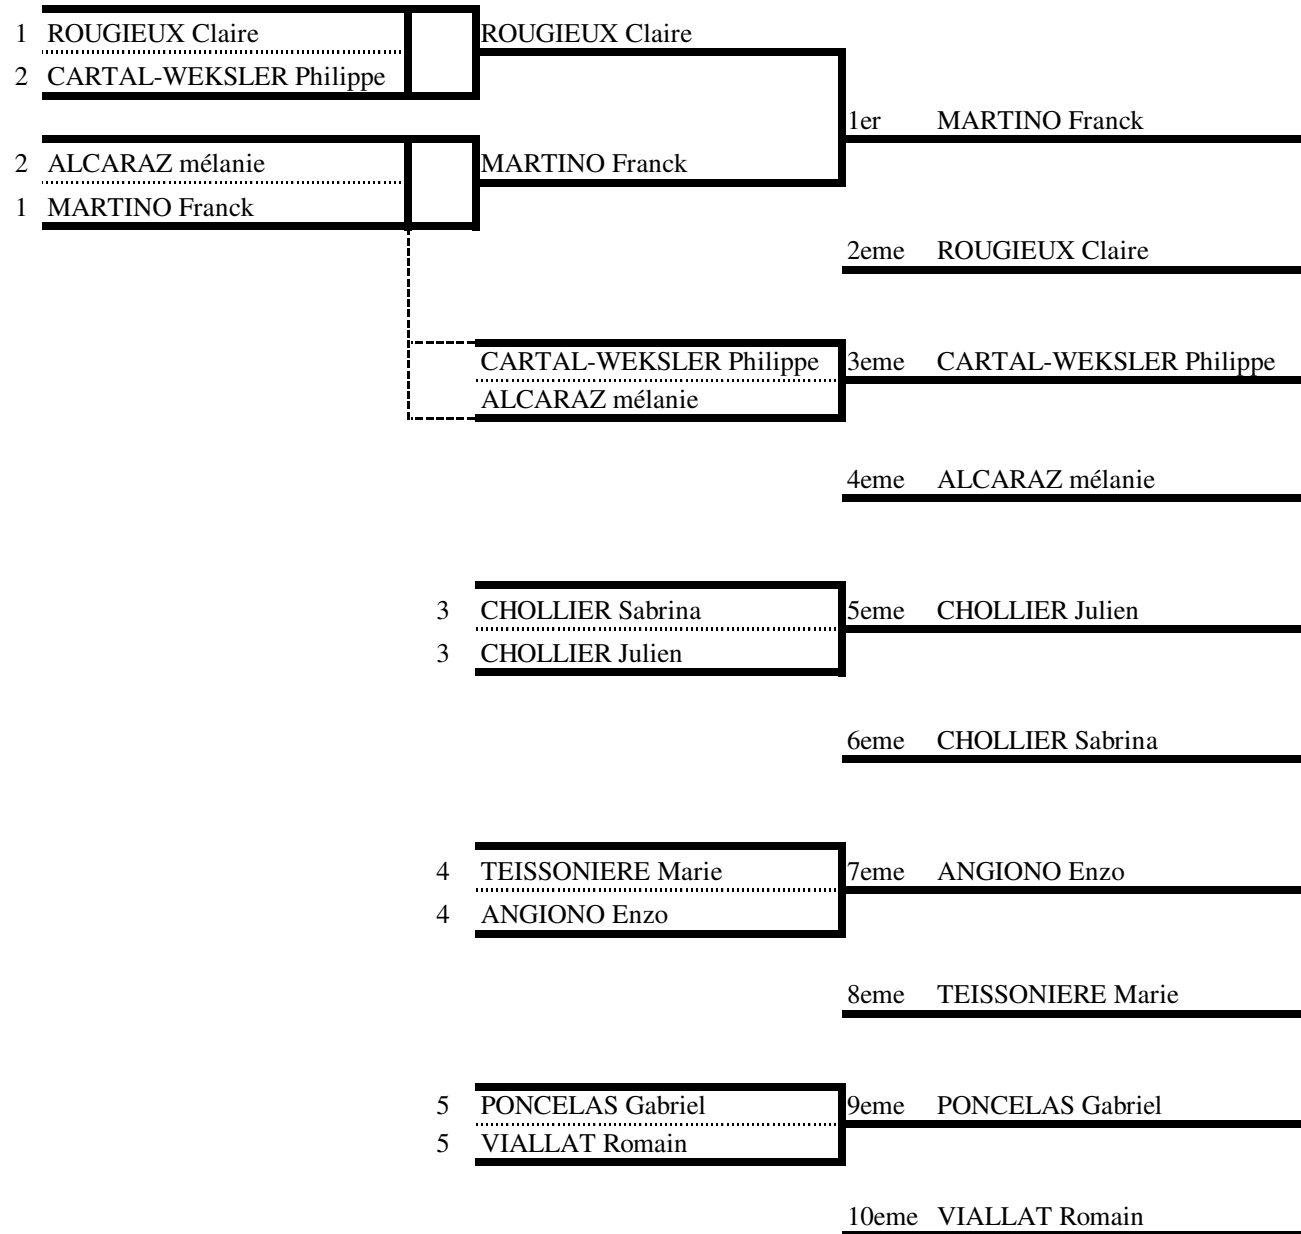 1 ROUGIEUX Claire ROUGIEUX Claire
2 CARTAL-WEKSLER Philippe
1er MARTINO Franck
2 ALCARAZ mélanie MARTINO Franck
1 MARTINO Franck
2eme ROUGIEUX Claire
CARTAL-WEKSLER Philippe 3eme CARTAL-WEKSLER Philippe
ALCARAZ mélanie
4eme ALCARAZ mélanie
3 CHOLLIER Sabrina 5eme CHOLLIER Julien
3 CHOLLIER Julien
6eme CHOLLIER Sabrina
4 TEISSONIERE Marie 7eme ANGIONO Enzo
4 ANGIONO Enzo
8eme TEISSONIERE Marie
5 PONCELAS Gabriel 9eme PONCELAS Gabriel
5 VIALLAT Romain
10eme VIALLAT Romain